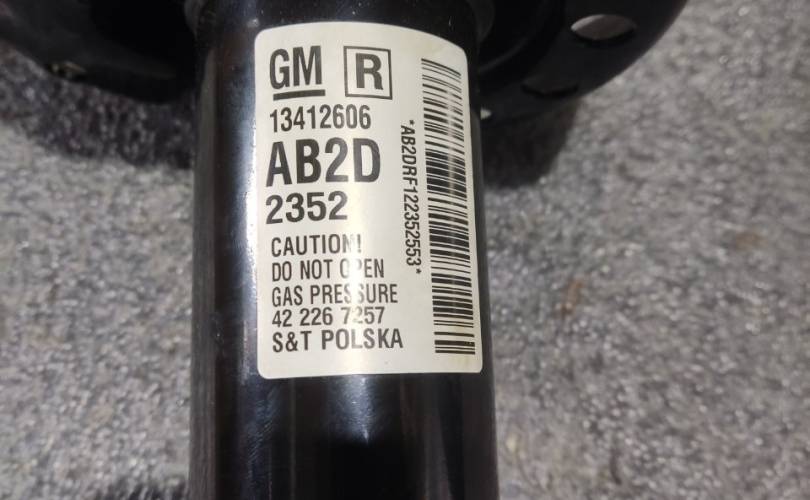 GM R
13412606
AB2D
2352
CAUTION!
DO NOT OPEN
GAS PRESSURE
42 226 7257
S&T POLSKA
*AB2DRF122352553*